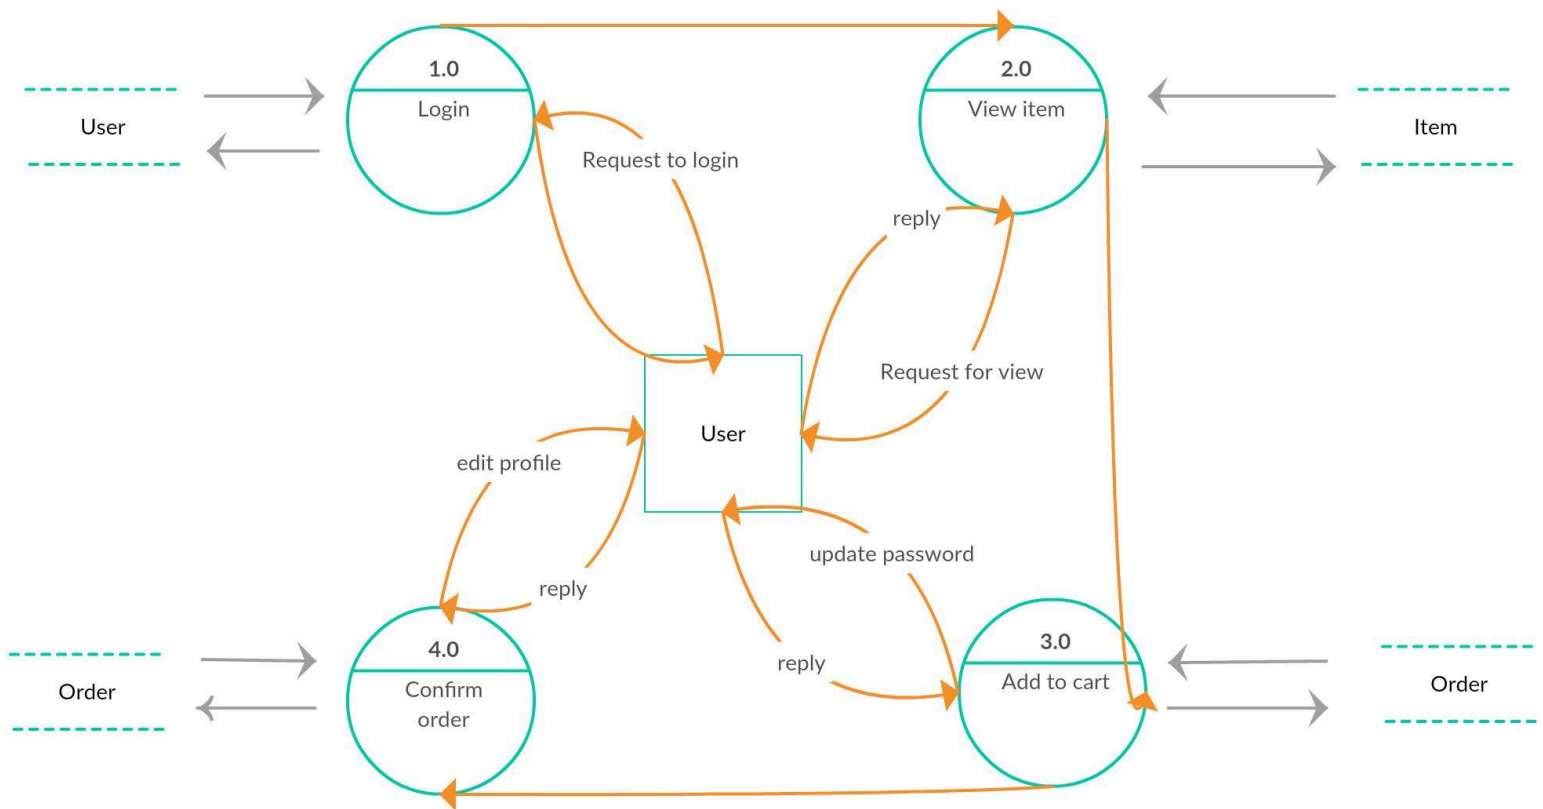 1.0
Login
2.0
View item
User
Item
Request to login
reply
Request for view
User
edit profile
update password
reply
reply
4.0
Confirm
order
3.0
Add to cart
Order
Order